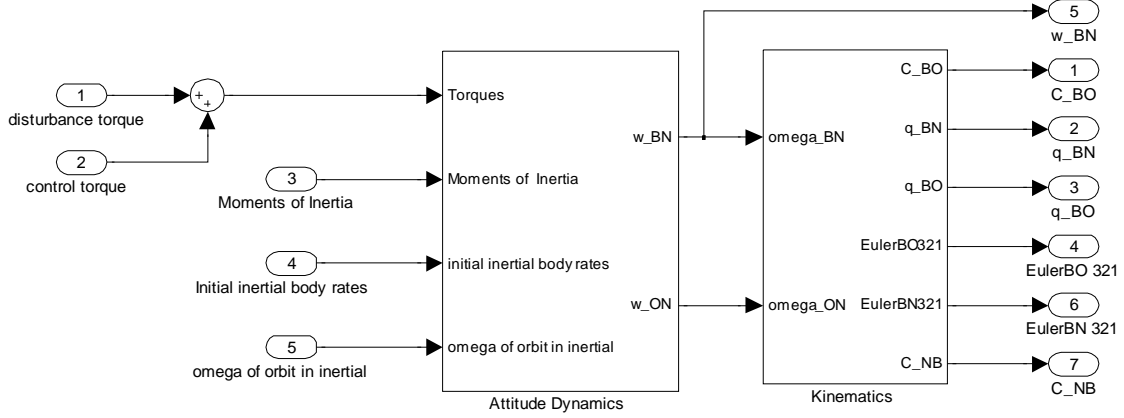 5
w_BN
C_BO
1
C_BO
1
disturbance torque
+
+
Torques
q_BN
2
q_BN
w_BN
omega_BN
2
control torque
3
Moments of Inertia
Moments of Inertia
q_BO
3
q_BO
EulerBO321
4
EulerBO 321
4
Initial inertial body rates
initial inertial body rates
w_ON
omega_ON
EulerBN321
6
EulerBN 321
5
omega of orbit in inertial
omega of orbit in inertial
C_NB
7
C_NB
Attitude Dynamics
Kinematics